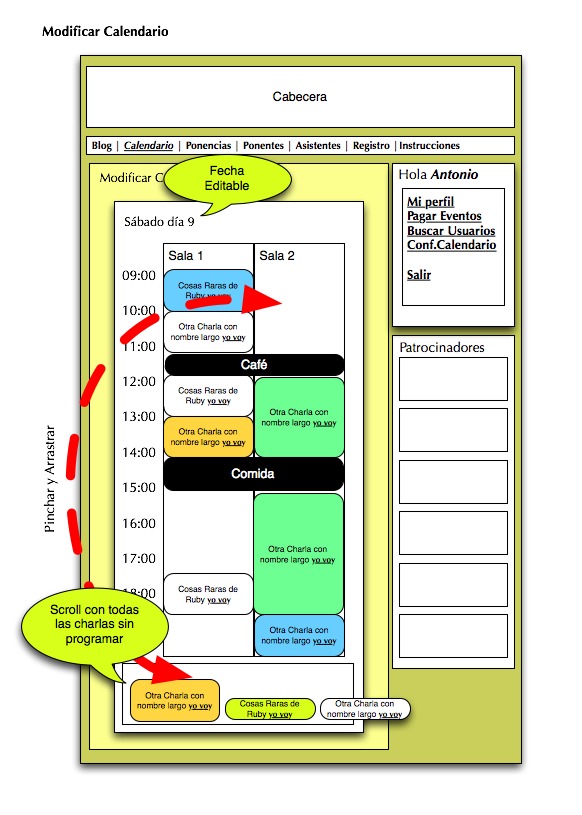 Modificar Calendario
Cabecera
Blog | Calendario | Ponencias | Ponentes | Asistentes | Registro | Instrucciones
Modificar C
Fecha
Editable
Hola Antonio
Mi perfil
Pagar Eventos
Buscar Usuarios
Conf.Calendario
Salir
Patrocinadores
Sábado día 9
Sala 1
Sala 2
09:00
Cosas Raras de
Ruby yo voy
10:00
Otra Charla con
nombre largo yo voy
11:00
Café
12:00
Cosas Raras de
Ruby yo voy
Otra Charla con
nombre largo yo voy
13:00
Otra Charla con
nombre largo yo voy
14:00
Comida
15:00
16:00
Otra Charla con
nombre largo yo voy
17:00
18:00
Cosas Raras de
Ruby yo voy
Otra Charla con
nombre largo yo voy
Pinchar y Arrastrar
Scroll con todas
las charlas sin
programar
Otra Charla con
nombre largo yo voy
Cosas Raras de
Ruby yo voy
Otra Charla con
nombre largo yo voy